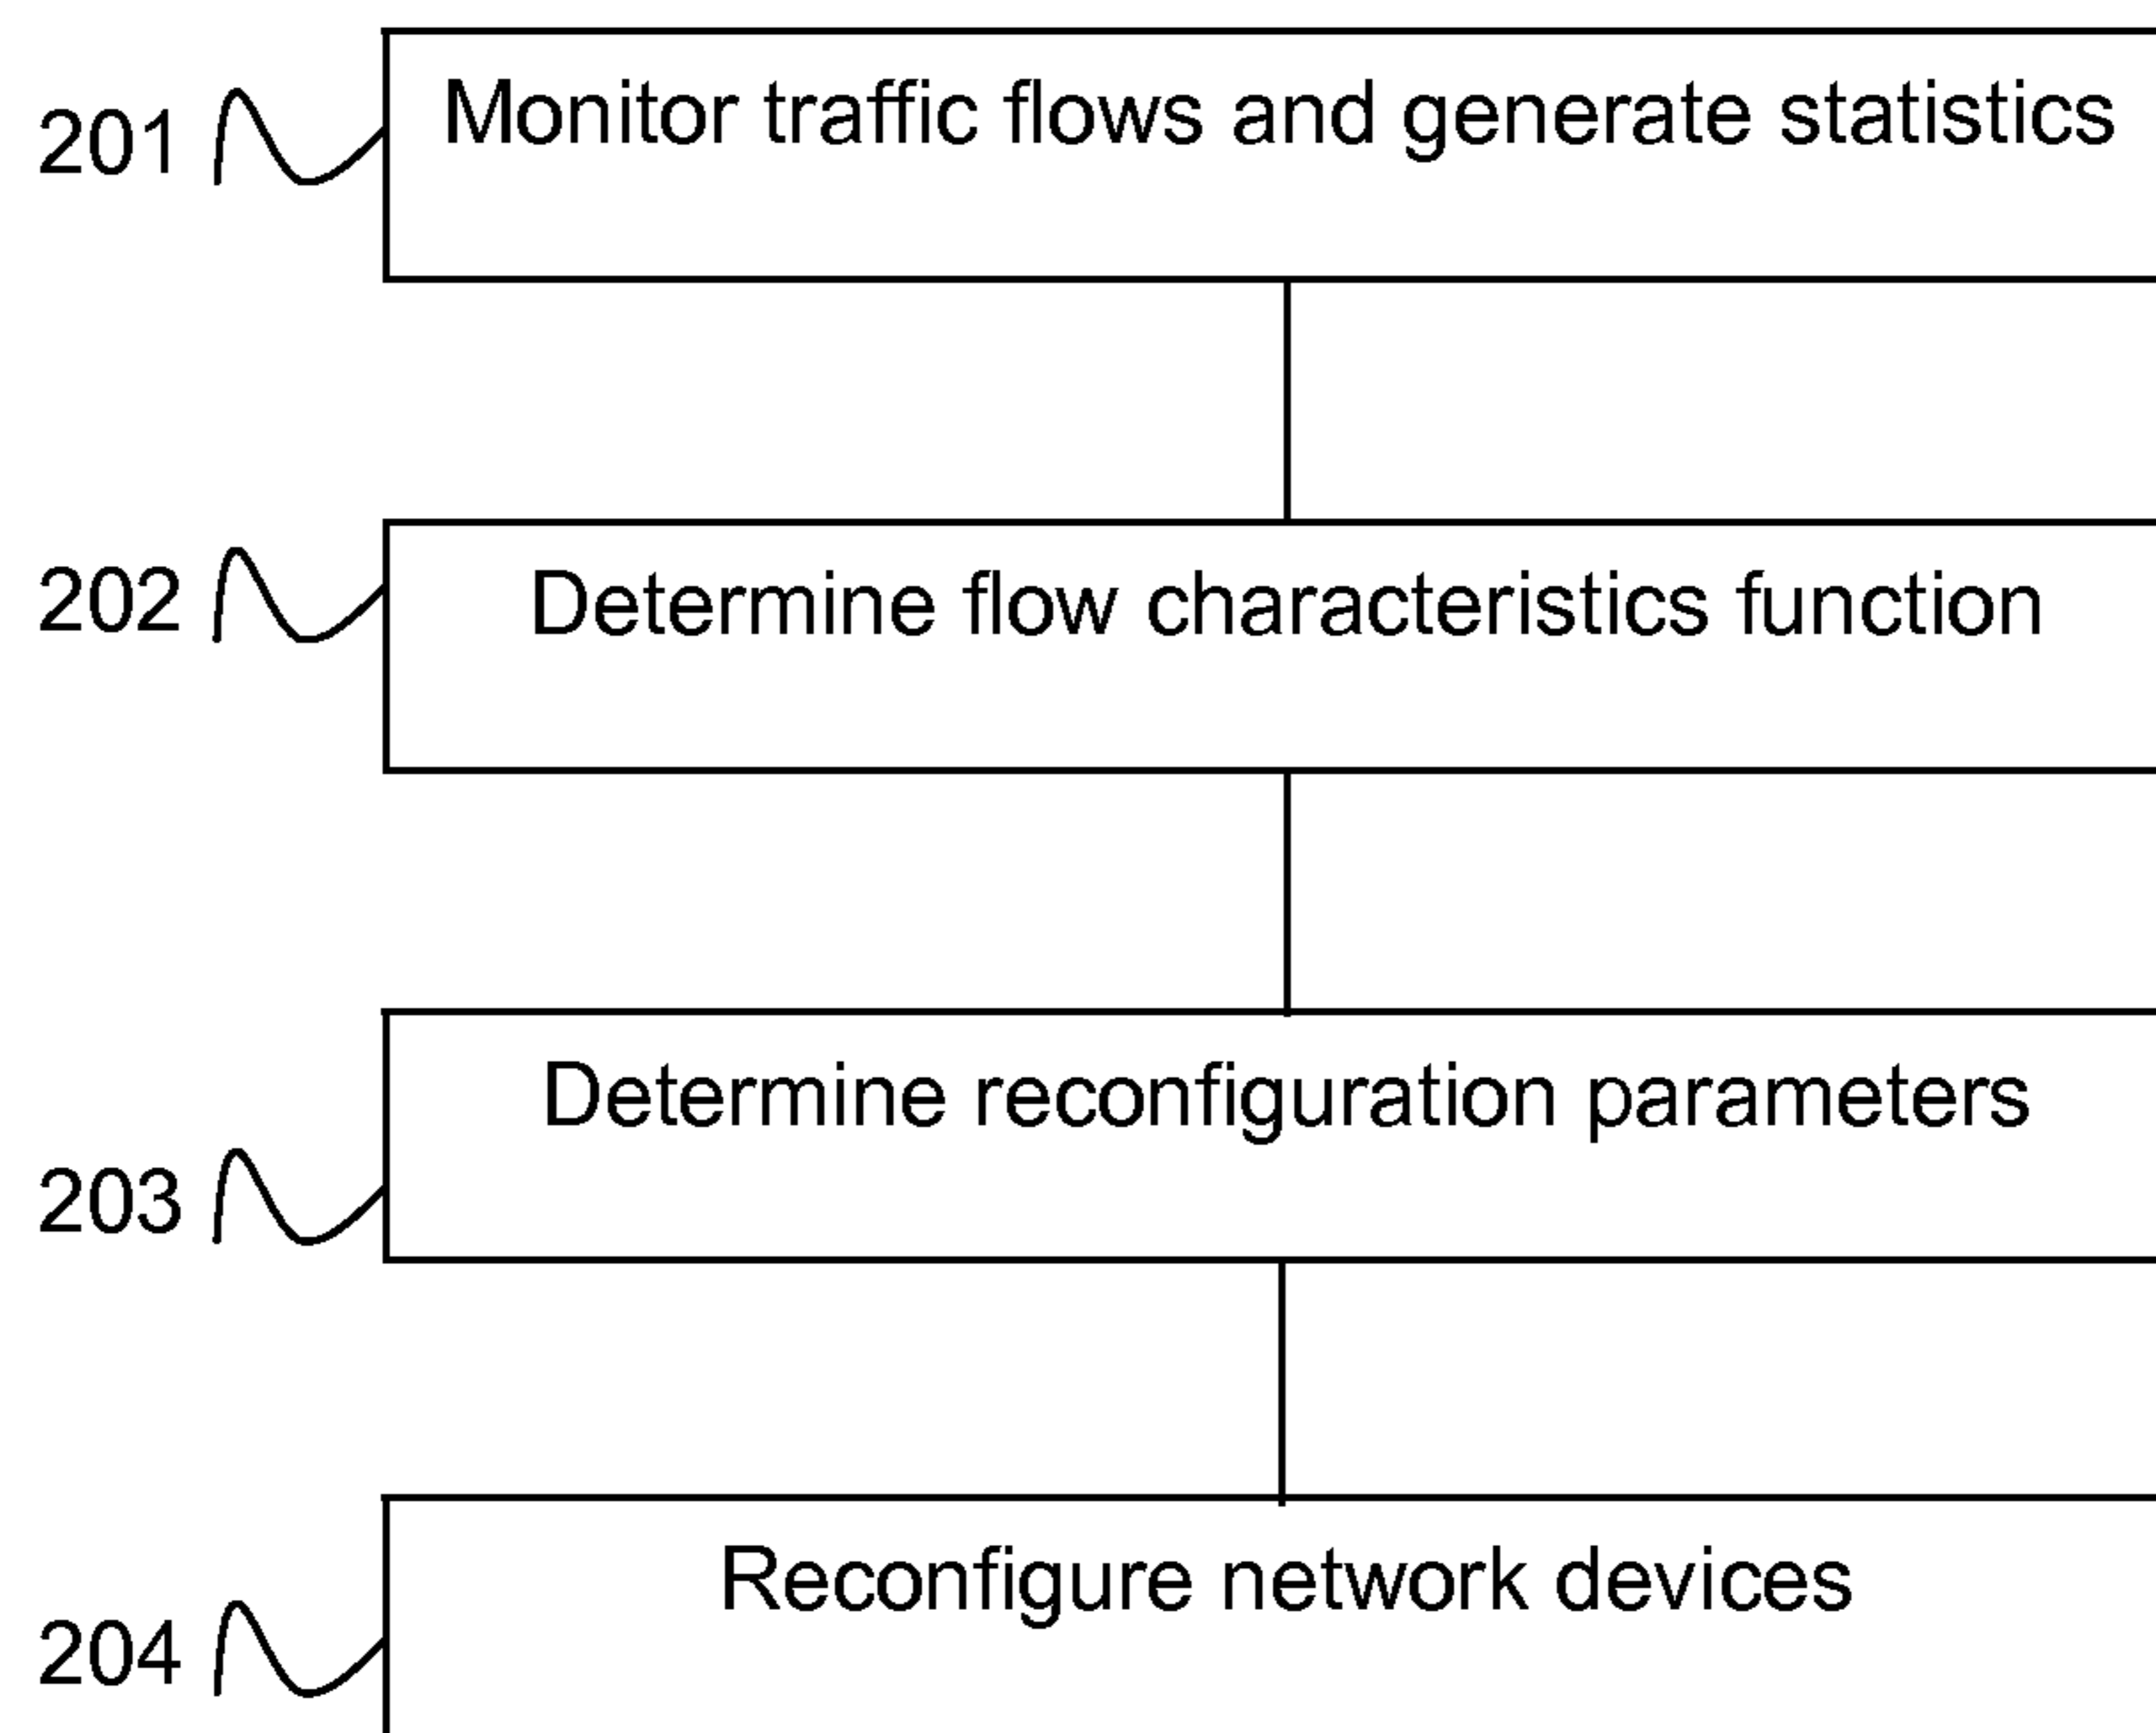 201 Monitor traffic flows and generate statistics
202 Determine flow characteristics function
203 Determine reconfiguration parameters
204 Reconfigure network devices